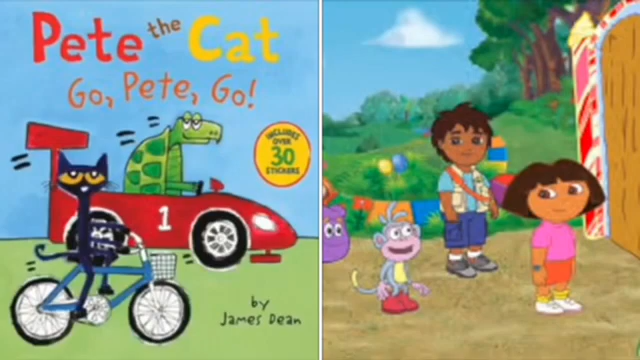 Pete the Cat
Go, Pete, Go!
INCLUDES
OVER
30
STICKERS
1
by
James Dean